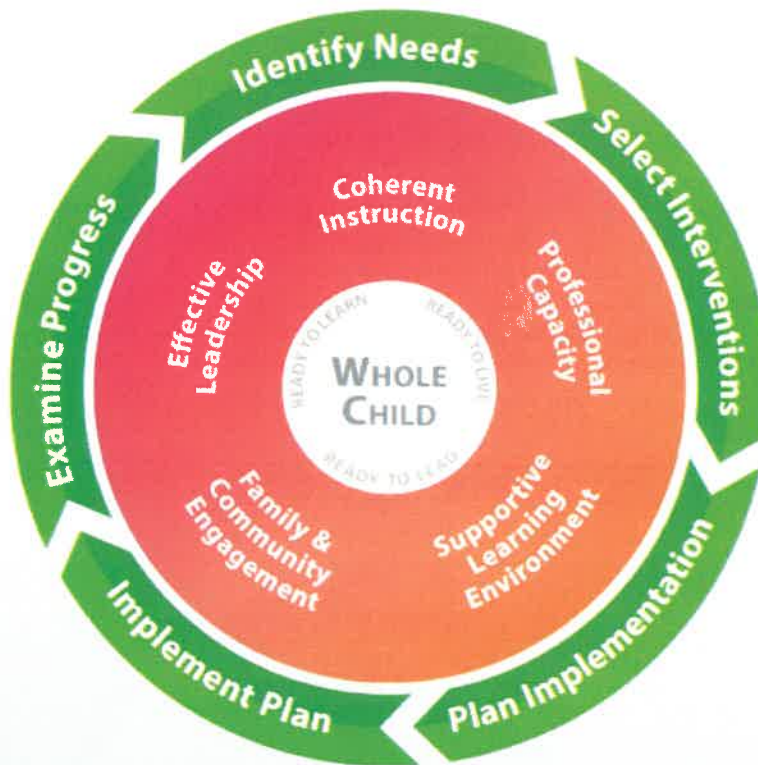 Identify Needs
Select Interventions
Plan Implementation
Implement Plan
Examine Progress
Coherent
Instruction
Professional
Capacity
Supportive
Learning
Environment
Family &
Community
Engagement
Effective
Leadership
READY TO LEARN
READY TO LIVE
READY TO LEAD
WHOLE
CHILD